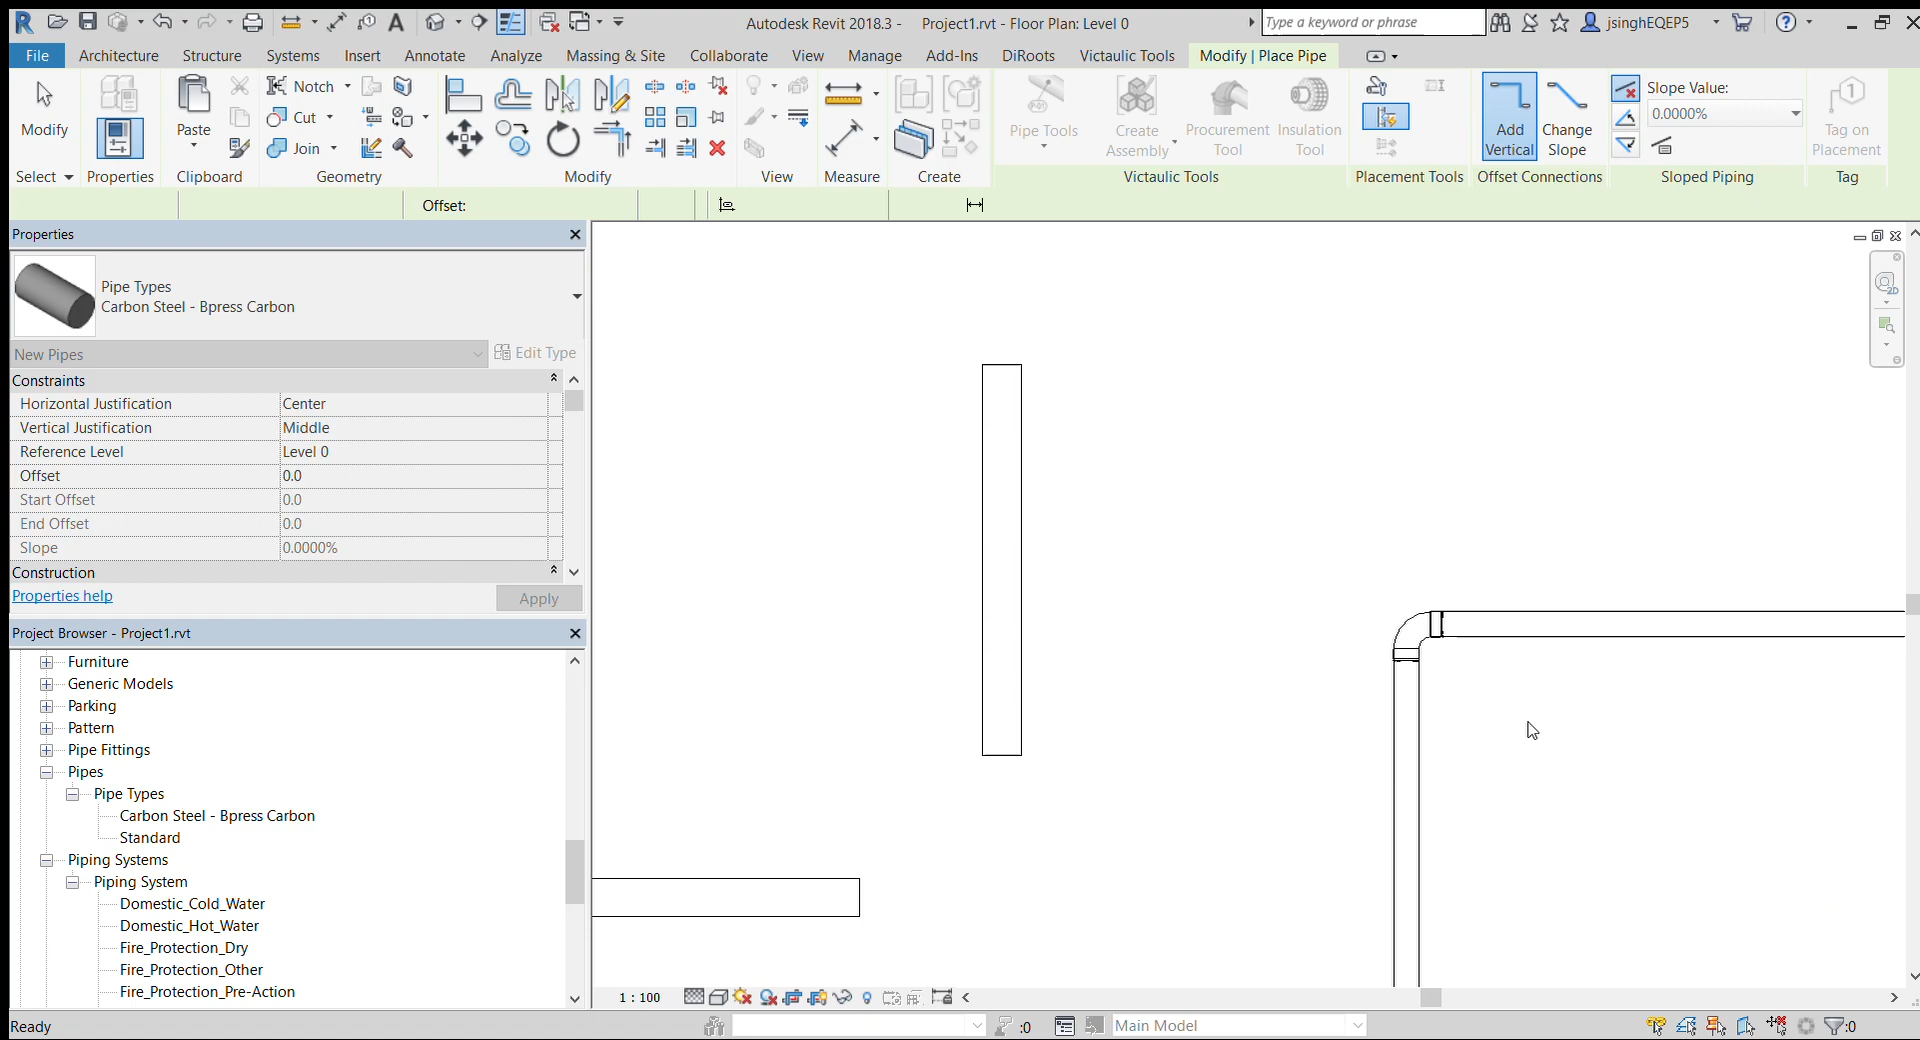 Autodesk Revit 2018.3 - Project1.rvt - Floor Plan: Level 0
Type a keyword or phrase
jsinghEQEP5
File Architecture Structure Systems Insert Annotate Analyze Massing & Site Collaborate View Manage Add-Ins DiRoots Victaulic Tools Modify | Place Pipe
Modify
Paste
Notch
Cut
Join
Pipe Tools
Create
Assembly
Procurement
Tool
Insulation
Tool
Add
Vertical
Change
Slope
Slope Value:
0.0000%
Tag on
Placement
Select Properties Clipboard Geometry Modify View Measure Create Victaulic Tools Placement Tools Offset Connections Sloped Piping Tag
Offset:
Properties
Pipe Types
Carbon Steel - Bpress Carbon
New Pipes
Edit Type
Constraints
Horizontal Justification Center
Vertical Justification Middle
Reference Level Level 0
Offset 0.0
Start Offset 0.0
End Offset 0.0
Slope 0.0000%
Construction
Properties help
Apply
Project Browser - Project1.rvt
Furniture
Generic Models
Parking
Pattern
Pipe Fittings
Pipes
Pipe Types
Carbon Steel - Bpress Carbon
Standard
Piping Systems
Piping System
Domestic_Cold_Water
Domestic_Hot_Water
Fire_Protection_Dry
Fire_Protection_Other
Fire_Protection_Pre-Action
1 : 100
Ready
:0
Main Model
:0